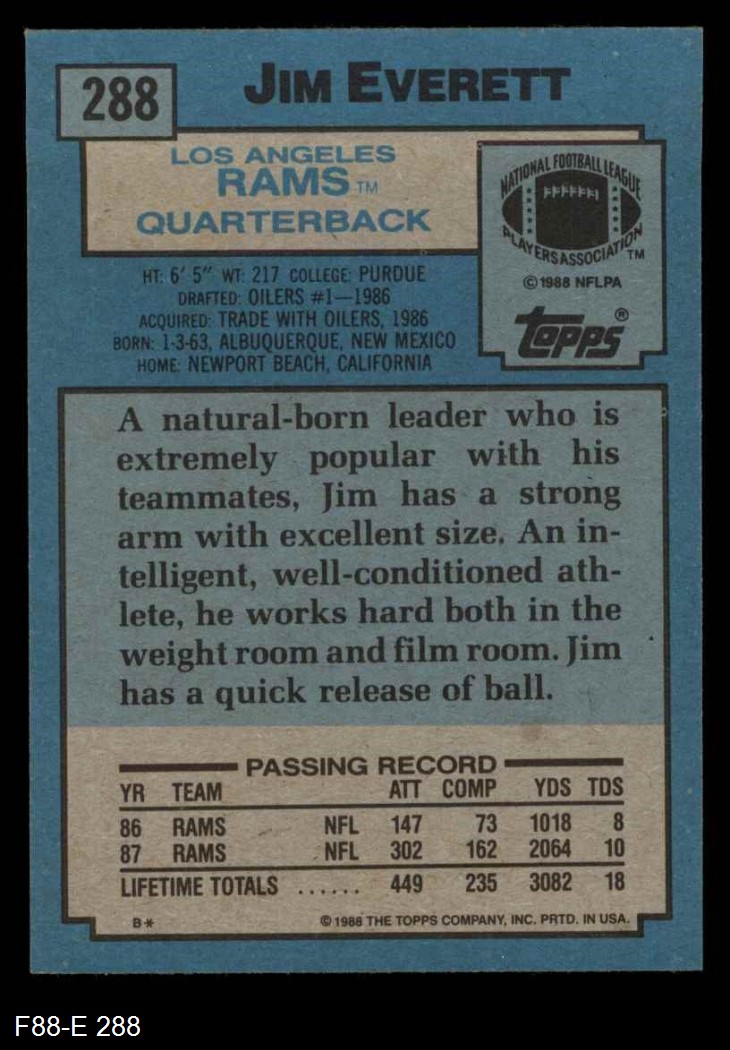 288
JIM EVERETT
LOS ANGELES
RAMS TM
QUARTERBACK
NATIONAL FOOTBALL LEAGUE
PLAYERS ASSOCIATION TM
© 1988 NFLPA
topps®
HT: 6' 5" WT: 217 COLLEGE: PURDUE
DRAFTED: OILERS #1—1986
ACQUIRED: TRADE WITH OILERS, 1986
BORN: 1-3-63, ALBUQUERQUE, NEW MEXICO
HOME: NEWPORT BEACH, CALIFORNIA
A natural-born leader who is
extremely popular with his
teammates, Jim has a strong
arm with excellent size. An in-
telligent, well-conditioned ath-
lete, he works hard both in the
weight room and film room. Jim
has a quick release of ball.
PASSING RECORD
YR TEAM ATT COMP YDS TDS
86 RAMS NFL 147 73 1018 8
87 RAMS NFL 302 162 2064 10
LIFETIME TOTALS ...... 449 235 3082 18
B* © 1988 THE TOPPS COMPANY, INC. PRTD. IN USA.
F88-E 288